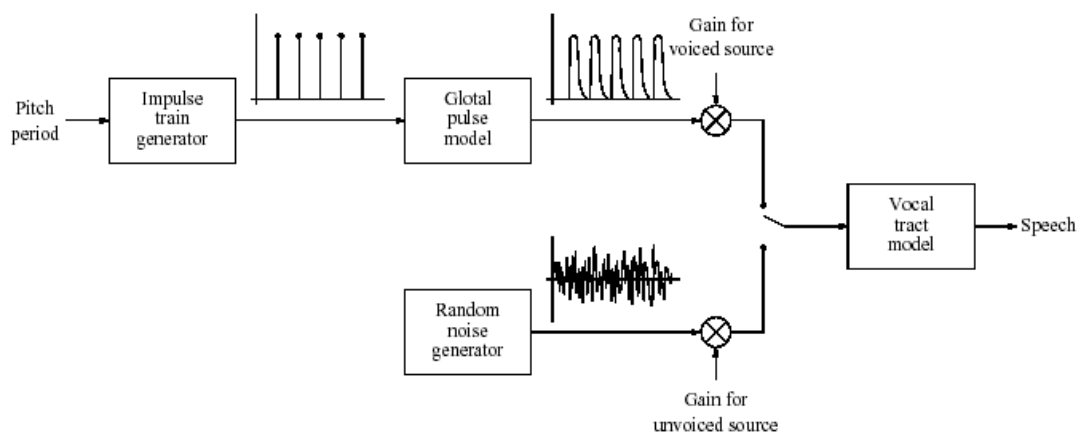 Gain for
voiced source
Pitch
period
Impulse
train
generator
Glotal
pulse
model
Vocal
tract
model
Speech
Random
noise
generator
Gain for
unvoiced source